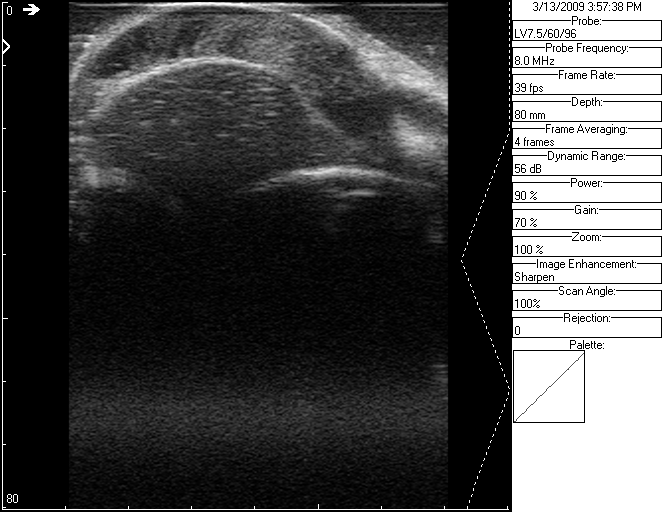 0
80
3/13/2009 3:57:38 PM
Probe:
LV7.5/60/96
Probe Frequency:
8.0 MHz
Frame Rate:
39 fps
Depth:
80 mm
Frame Averaging:
4 frames
Dynamic Range:
56 dB
Power:
90 %
Gain:
70 %
Zoom:
100 %
Image Enhancement:
Sharpen
Scan Angle:
100%
Rejection:
0
Palette: